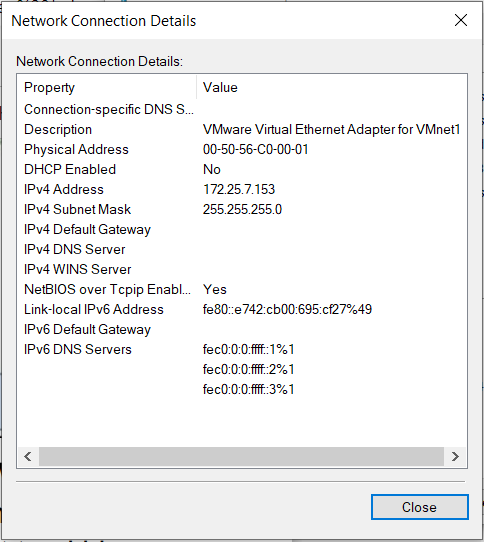 Network Connection Details
Network Connection Details:
Property Value
Connection-specific DNS S...
Description VMware Virtual Ethernet Adapter for VMnet1
Physical Address 00-50-56-C0-00-01
DHCP Enabled No
IPv4 Address 172.25.7.153
IPv4 Subnet Mask 255.255.255.0
IPv4 Default Gateway
IPv4 DNS Server
IPv4 WINS Server
NetBIOS over Tcpip Enabl... Yes
Link-local IPv6 Address fe80::e742:cb00:695:cf27%49
IPv6 Default Gateway
IPv6 DNS Servers fec0:0:0:ffff::1%1
fec0:0:0:ffff::2%1
fec0:0:0:ffff::3%1
Close